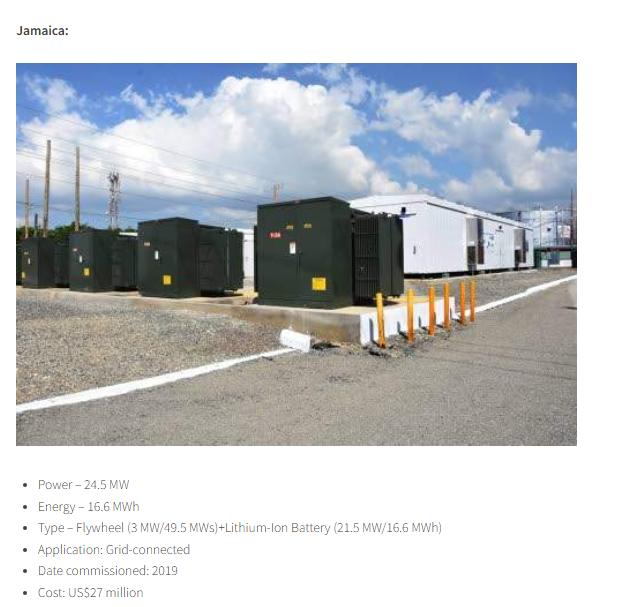 Jamaica:
Power – 24.5 MW
Energy – 16.6 MWh
Type – Flywheel (3 MW/49.5 MWs)+Lithium-Ion Battery (21.5 MW/16.6 MWh)
Application: Grid-connected
Date commissioned: 2019
Cost: US$27 million